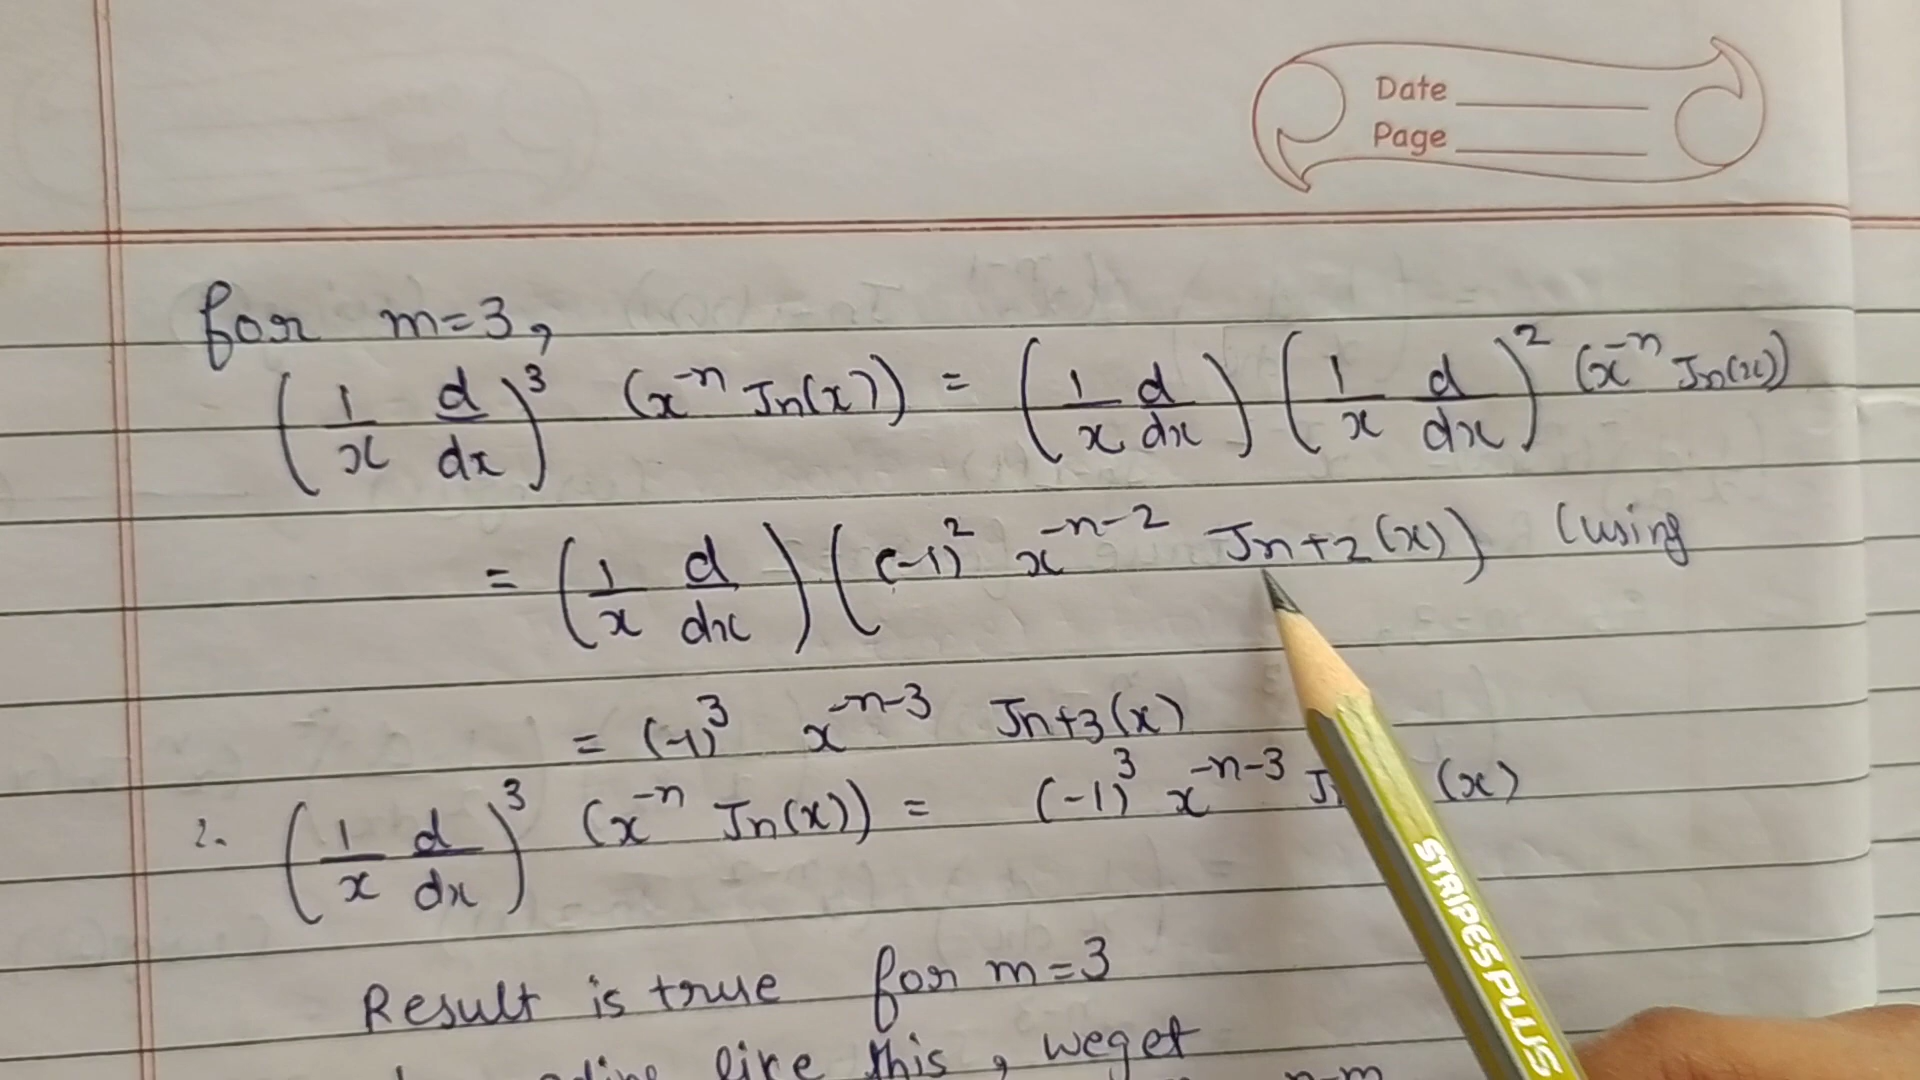 Date
Page
for m=3,
(1/x d/dx)³ (x⁻ⁿ Jn(x)) = (1/x d/dx) (1/x d/dx)² (x⁻ⁿ Jn(x))
= (1/x d/dx) ((-1)² x⁻ⁿ⁻² Jn+2(x)) (using
= (-1)³ x⁻ⁿ⁻³ Jn+3(x)
(1/x d/dx)³ (x⁻ⁿ Jn(x)) = (-1)³ x⁻ⁿ⁻³ J (x)
Result is true for m=3
like this, we get
n-m
STRIPES PLUS